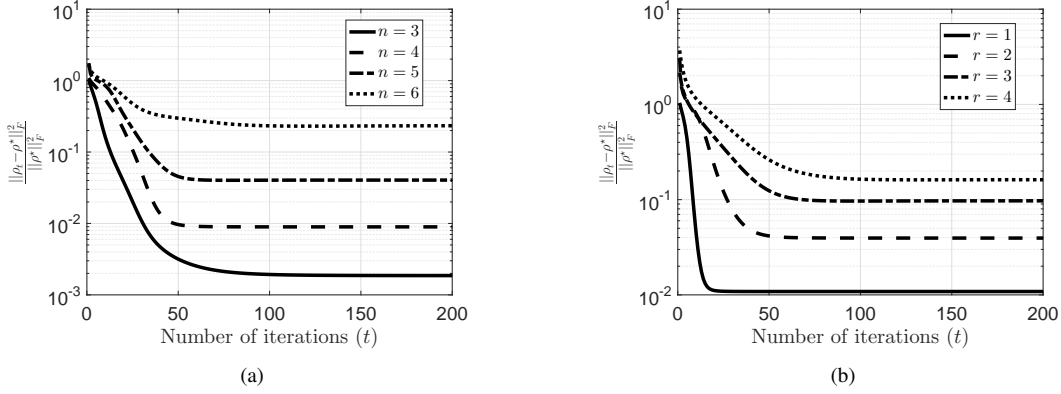 10^1
10^0
10^-1
10^-2
10^-3
||ρ_t−ρ*||_F^2
||ρ*||_F^2
n = 3
n = 4
n = 5
n = 6
0 50 100 150 200
Number of iterations (t)
(a)
10^1
10^0
10^-1
10^-2
||ρ_t−ρ*||_F^2
||ρ*||_F^2
r = 1
r = 2
r = 3
r = 4
0 50 100 150 200
Number of iterations (t)
(b)